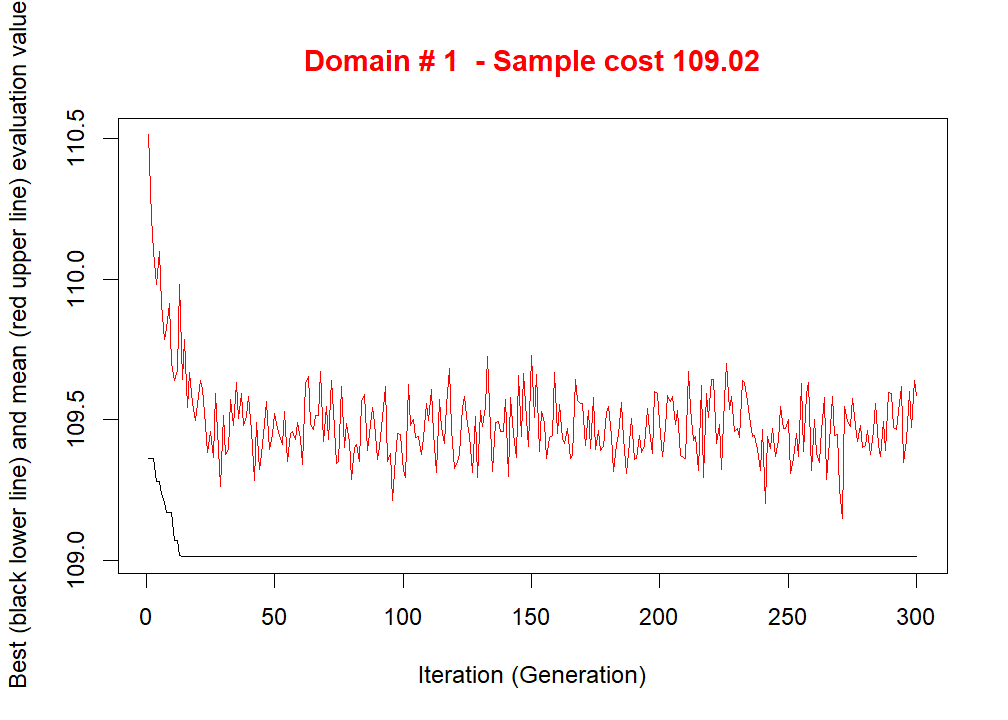 Domain # 1 - Sample cost 109.02
Best (black lower line) and mean (red upper line) evaluation value
110.5
110.0
109.5
109.0
0 50 100 150 200 250 300
Iteration (Generation)